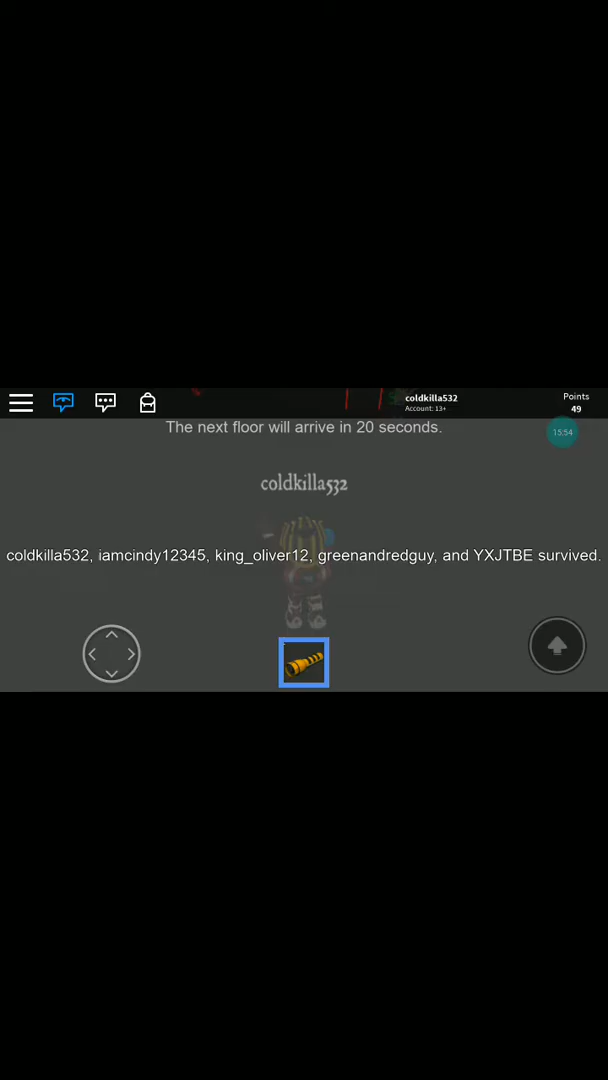 coldkilla532
Account: 13+
Points
49
The next floor will arrive in 20 seconds.
15:54
coldkilla532
coldkilla532, iamcindy12345, king_oliver12, greenandredguy, and YXJTBE survived.